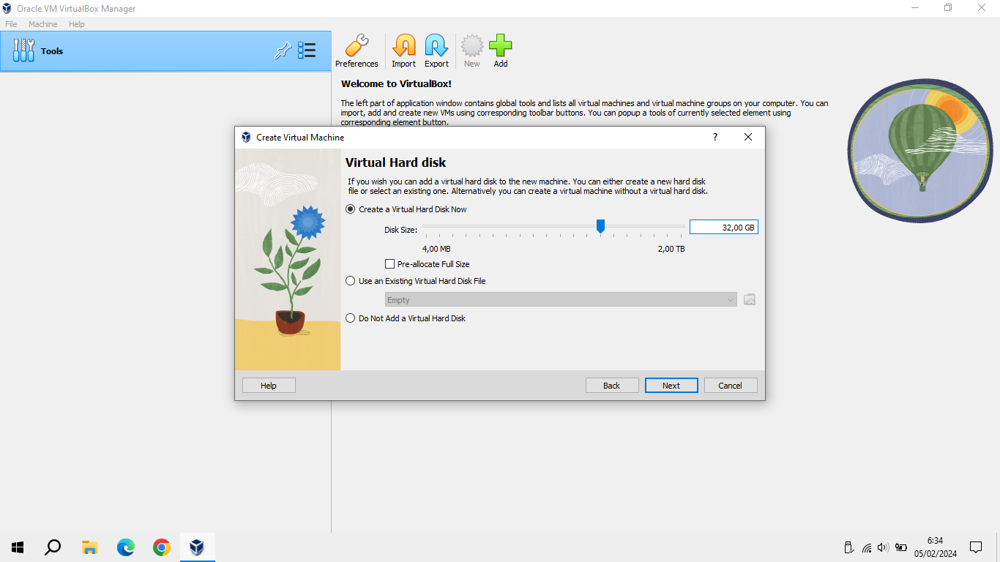 Oracle VM VirtualBox Manager
File Machine Help
Tools
Preferences Import Export New Add
Welcome to VirtualBox!
The left part of application window contains global tools and lists all virtual machines and virtual machine groups on your computer. You can
import, add and create new VMs using corresponding toolbar buttons. You can popup a tools of currently selected element using
corresponding element button.
Create Virtual Machine
?
Virtual Hard disk
If you wish you can add a virtual hard disk to the new machine. You can either create a new hard disk
file or select an existing one. Alternatively you can create a virtual machine without a virtual hard disk.
Create a Virtual Hard Disk Now
Disk Size: 32,00 GB
4,00 MB 2,00 TB
Pre-allocate Full Size
Use an Existing Virtual Hard Disk File
Empty
Do Not Add a Virtual Hard Disk
Help Back Next Cancel
6:34
05/02/2024